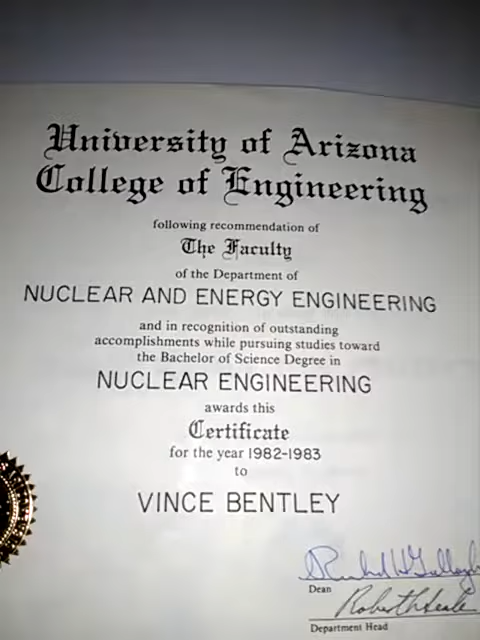 University of Arizona
College of Engineering
following recommendation of
The Faculty
of the Department of
NUCLEAR AND ENERGY ENGINEERING
and in recognition of outstanding
accomplishments while pursuing studies toward
the Bachelor of Science Degree in
NUCLEAR ENGINEERING
awards this
Certificate
for the year 1982-1983
to
VINCE BENTLEY
Dean
Department Head